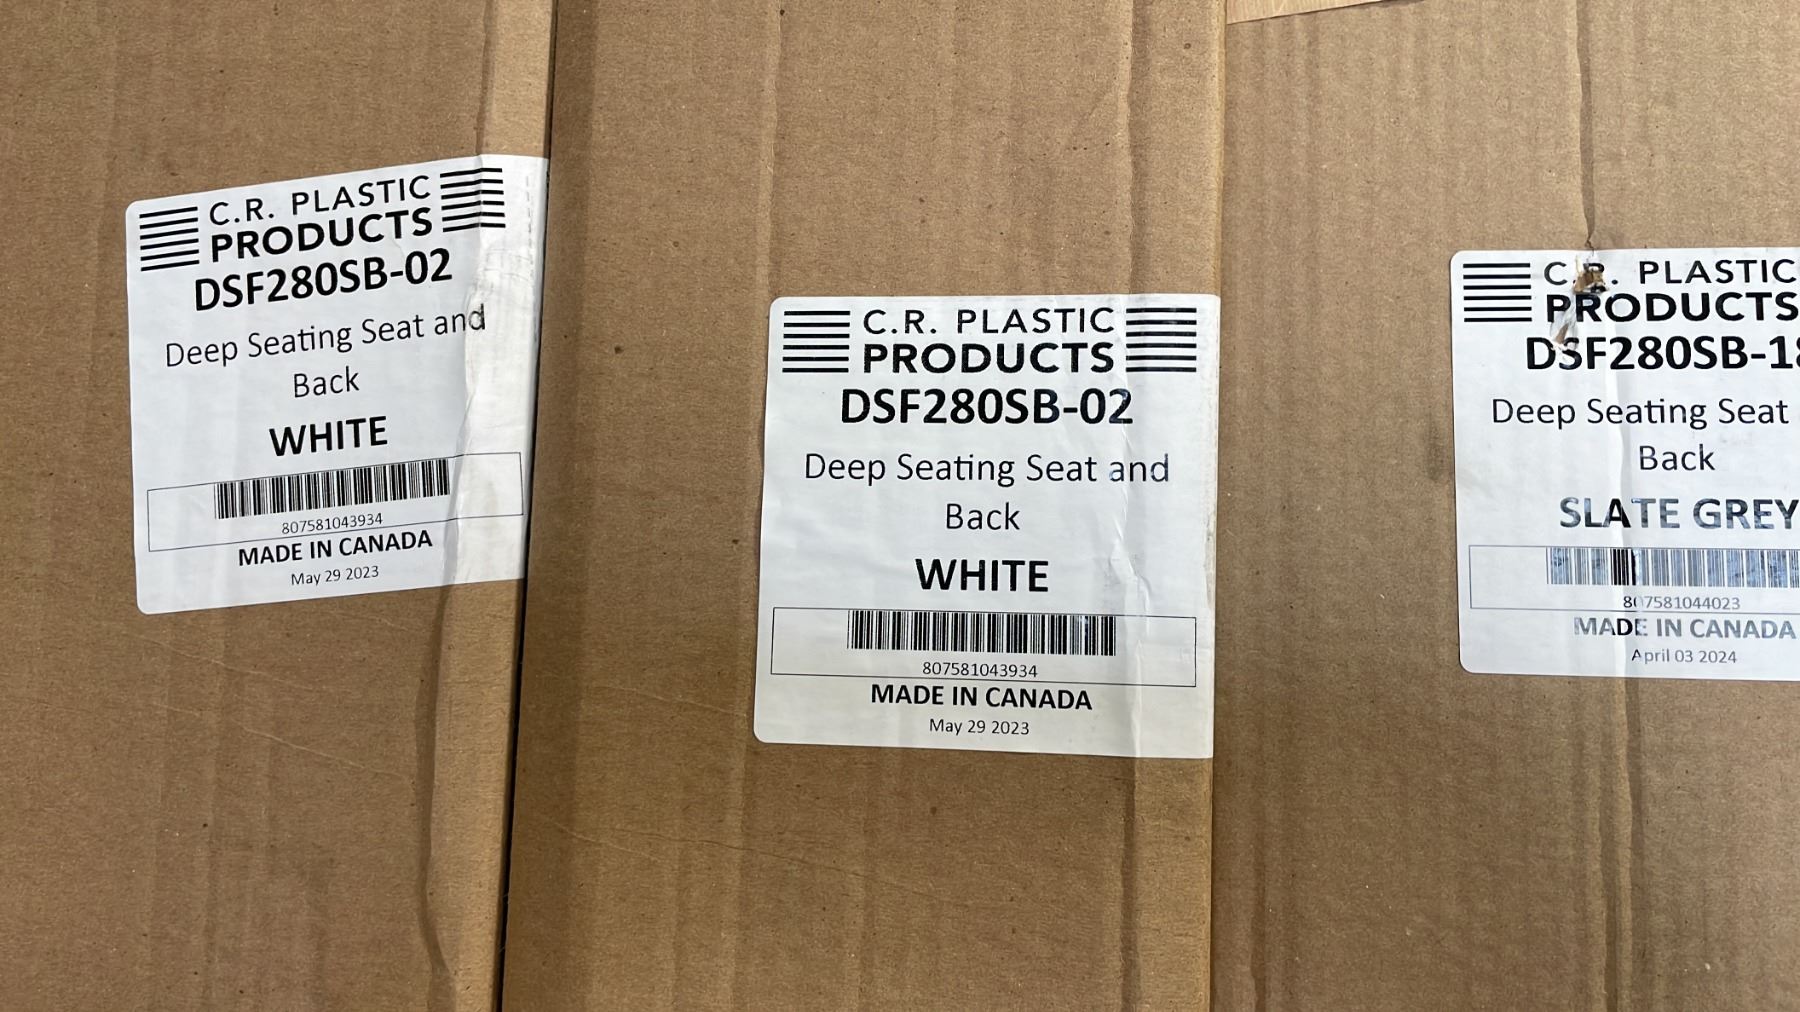 C.R. PLASTIC
PRODUCTS
DSF280SB-02
Deep Seating Seat and
Back
WHITE
807581043934
MADE IN CANADA
May 29 2023
C.R. PLASTIC
PRODUCTS
DSF280SB-02
Deep Seating Seat and
Back
WHITE
807581043934
MADE IN CANADA
May 29 2023
C.R. PLASTIC
PRODUCTS
DSF280SB-18
Deep Seating Seat
Back
SLATE GREY
807581044023
MADE IN CANADA
April 03 2024